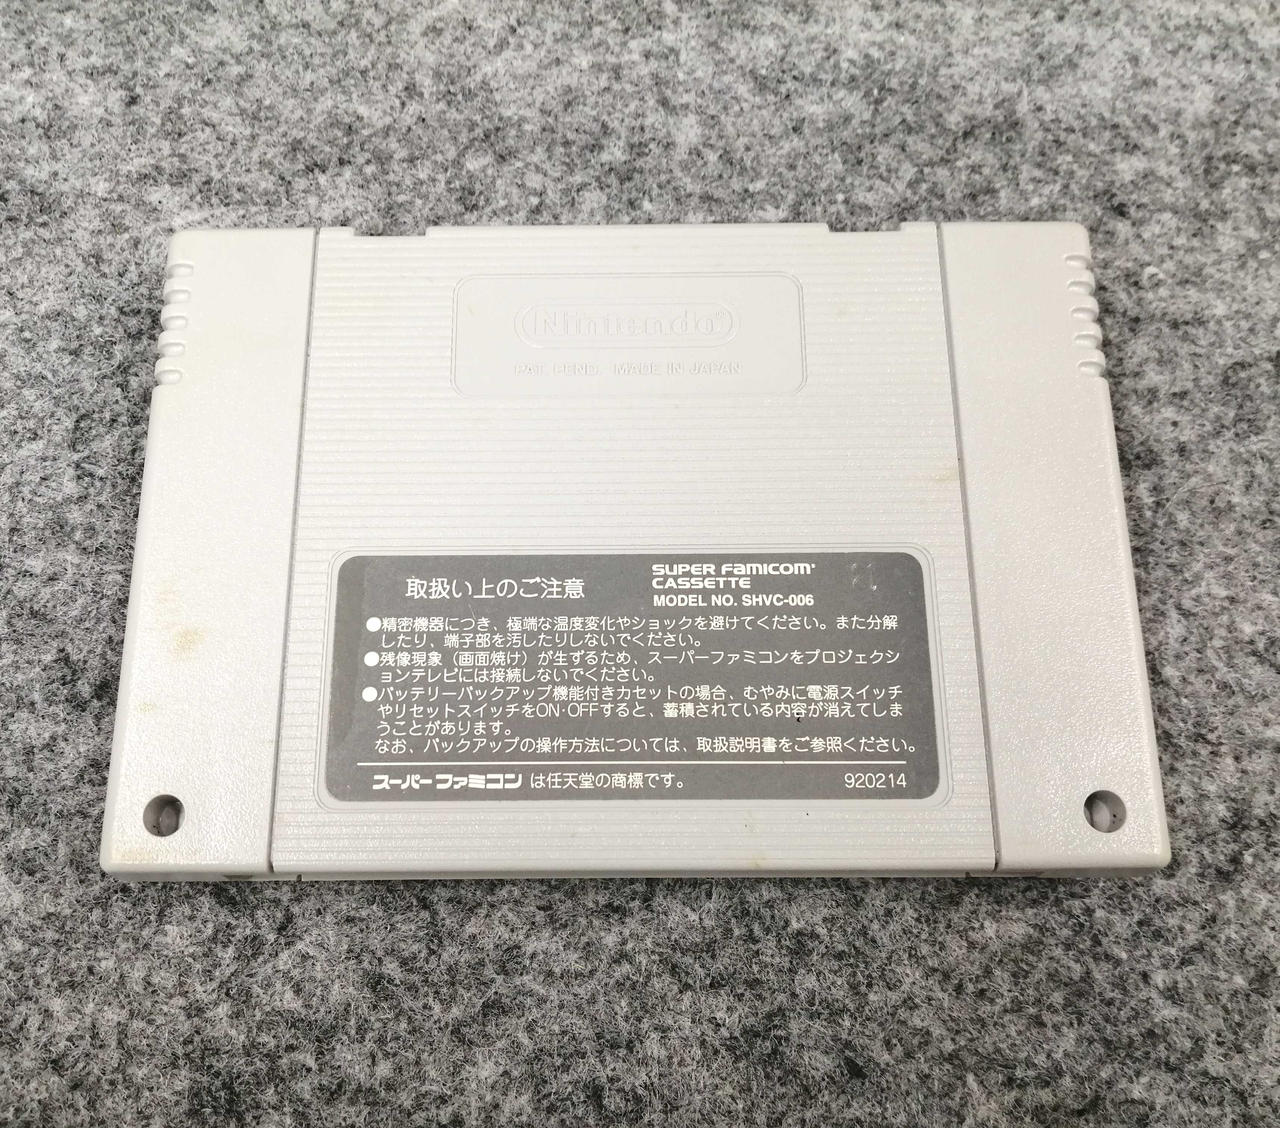 Nintendo®
PAT. PEND. MADE IN JAPAN
取扱い上のご注意
SUPER FAMICOM
CASSETTE
MODEL NO. SHVC-006
●精密機器につき、極端な温度変化やショックを避けてください。また分解
したり、端子部を汚したりしないでください。
●残像現象（画面焼け）が生ずるため、スーパーファミコンをプロジェクシ
ョンテレビには接続しないでください。
●バッテリーバックアップ機能付きカセットの場合、むやみに電源スイッチ
やリセットスイッチをON·OFFすると、蓄積されている内容が消えてしま
うことがあります。
なお、バックアップの操作方法については、取扱説明書をご参照ください。
スーパーファミコン は任天堂の商標です。
920214